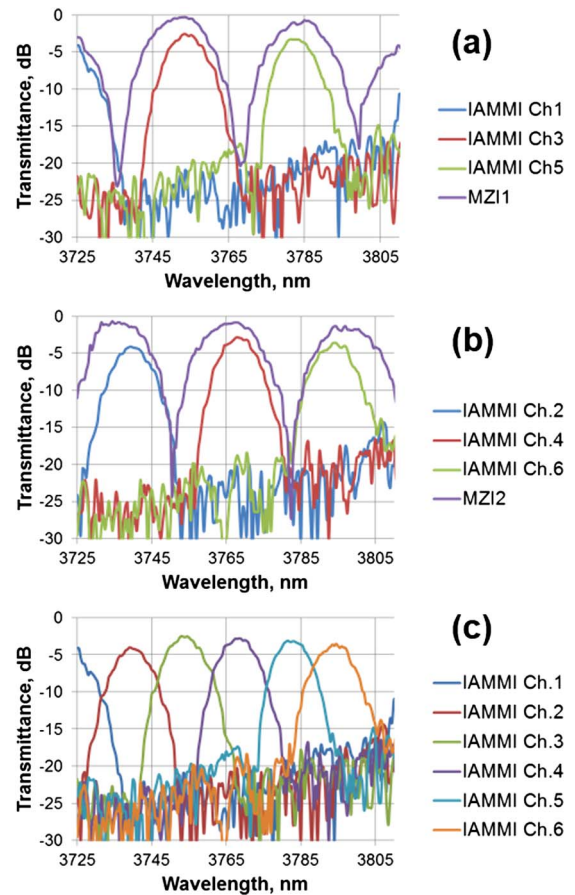 0
-5
-10
-15
-20
-25
-30
Transmittance, dB
3725 3745 3765 3785 3805
Wavelength, nm
(a)
IAMMI Ch1
IAMMI Ch3
IAMMI Ch5
MZI1
0
-5
-10
-15
-20
-25
-30
Transmittance, dB
3725 3745 3765 3785 3805
Wavelength, nm
(b)
IAMMI Ch.2
IAMMI Ch.4
IAMMI Ch.6
MZI2
0
-5
-10
-15
-20
-25
-30
Transmittance, dB
3725 3745 3765 3785 3805
Wavelength, nm
(c)
IAMMI Ch.1
IAMMI Ch.2
IAMMI Ch.3
IAMMI Ch.4
IAMMI Ch.5
IAMMI Ch.6